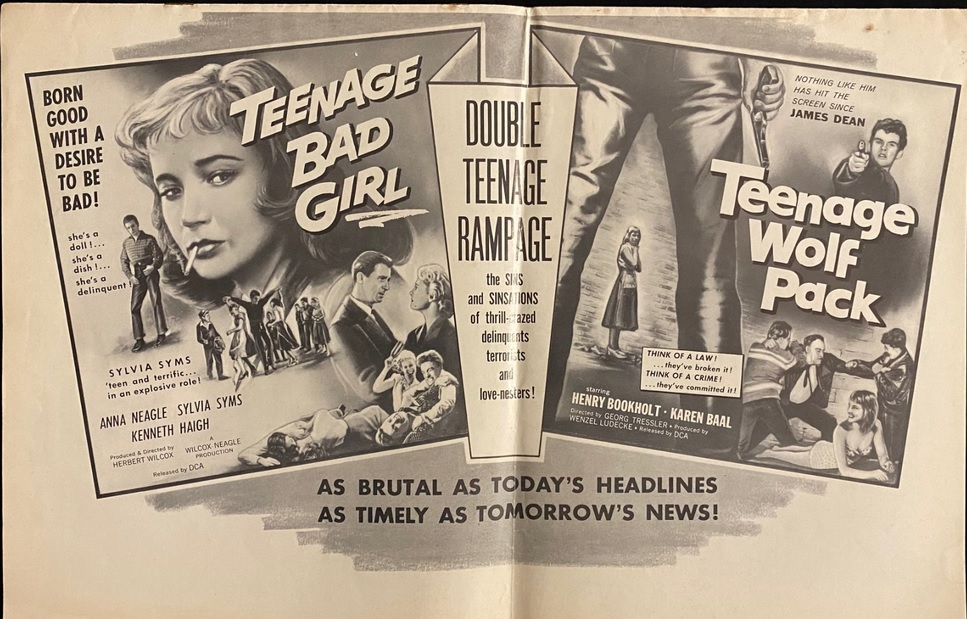 BORN
GOOD
WITH A
DESIRE
TO BE
BAD!
she's a
doll!...
she's a
dish!...
she's a
delinquent!
TEENAGE
BAD
GIRL
SYLVIA SYMS
'teen and terrific...
in an explosive role!
ANNA NEAGLE SYLVIA SYMS
KENNETH HAIGH
Produced & Directed by
HERBERT WILCOX
A
WILCOX-NEAGLE
PRODUCTION
Released by DCA
DOUBLE
TEENAGE
RAMPAGE
the SINS
and SINSATIONS
of thrill-crazed
delinquents
terrorists
and
love-nesters!
NOTHING LIKE HIM
HAS HIT THE
SCREEN SINCE
JAMES DEAN
Teenage
Wolf
Pack
THINK OF A LAW!
...they've broken it!
THINK OF A CRIME!
...they've committed it!
starring
HENRY BOOKHOLT • KAREN BAAL
Directed by GEORG TRESSLER • Produced by
WENZEL LUDECKE • Released by DCA
AS BRUTAL AS TODAY'S HEADLINES
AS TIMELY AS TOMORROW'S NEWS!